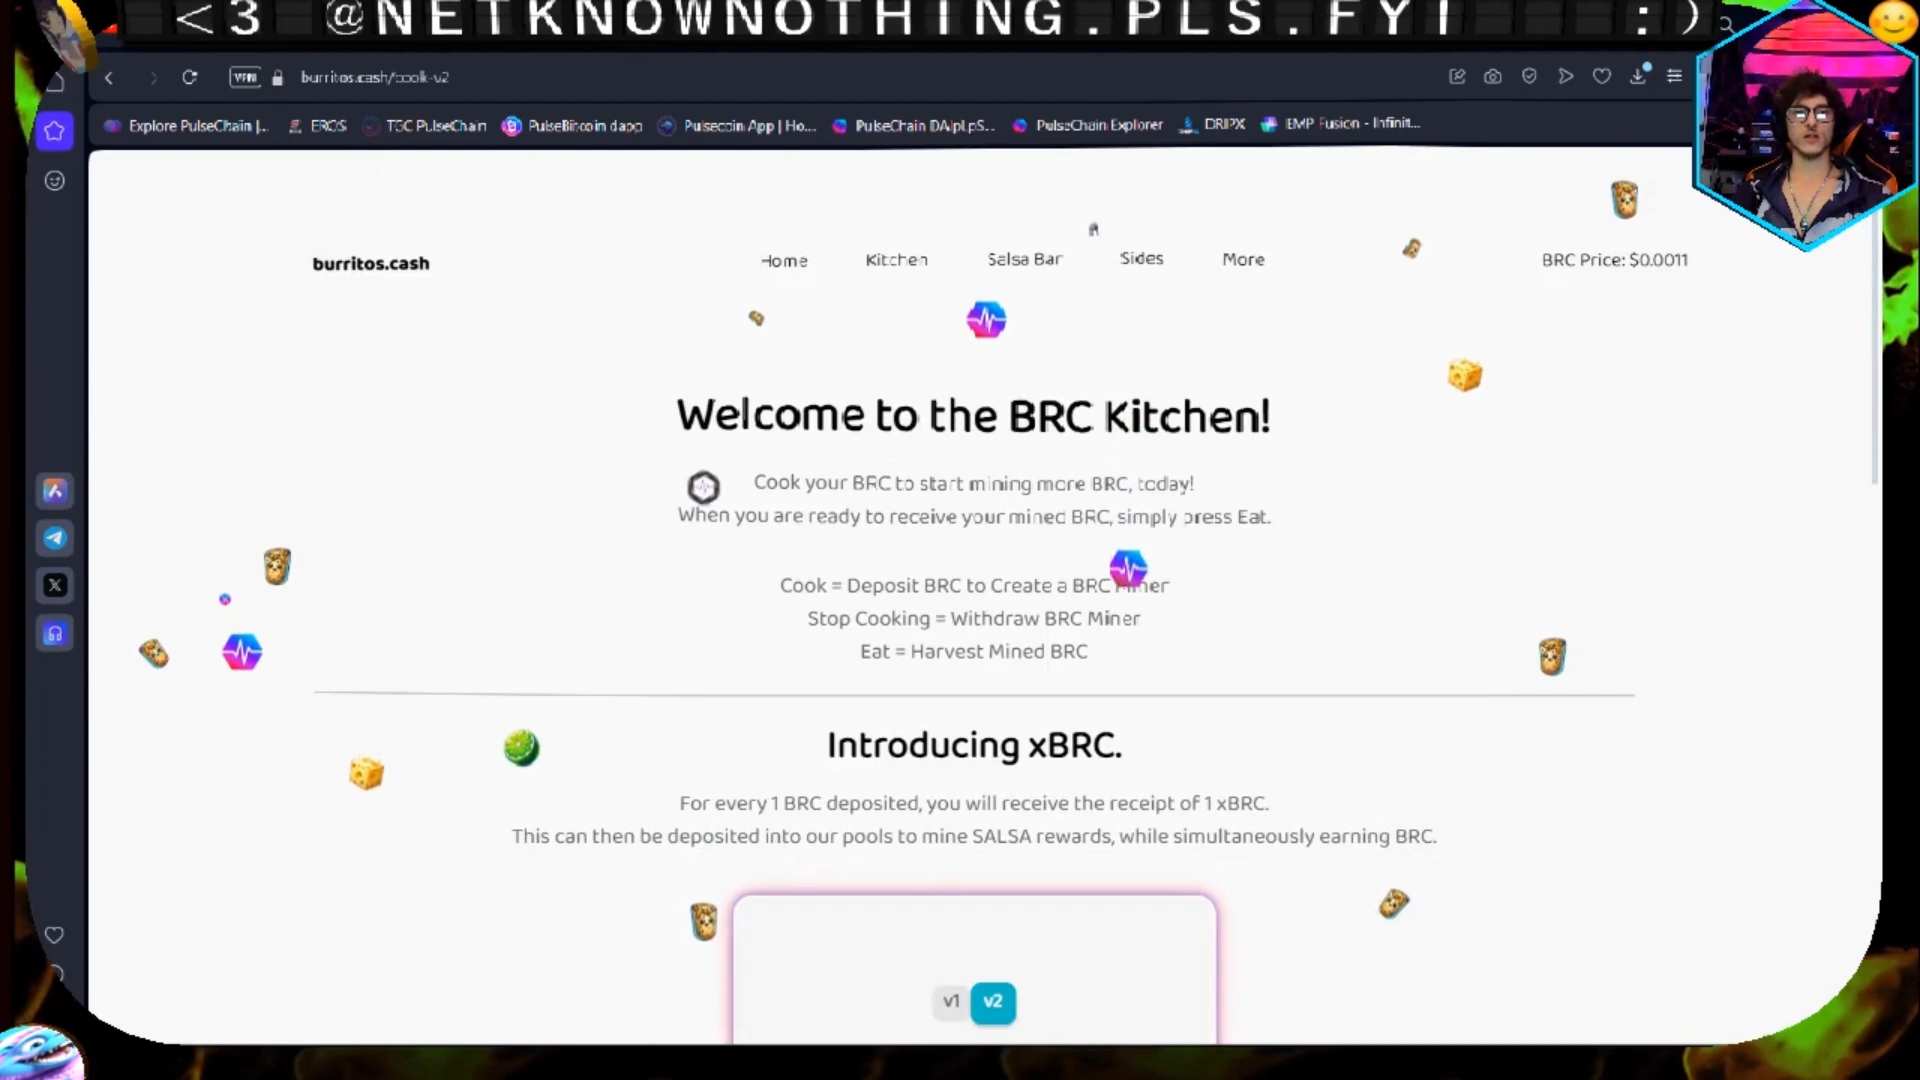 <3 @NETKNOWNOTHING.PLS.FYI :)
VPN burritos.cash/cook-v2
Explore PulseChain |... EROS TGC PulseChain PulseBitcoin dapp Pulsecoin App | Ho... PulseChain DAI pl.pS... PulseChain Explorer DRIPX EMP Fusion - Infinit...
burritos.cash Home Kitchen Salsa Bar Sides More BRC Price: $0.0011
Welcome to the BRC Kitchen!
Cook your BRC to start mining more BRC, today!
When you are ready to receive your mined BRC, simply press Eat.
Cook = Deposit BRC to Create a BRC Miner
Stop Cooking = Withdraw BRC Miner
Eat = Harvest Mined BRC
Introducing xBRC.
For every 1 BRC deposited, you will receive the receipt of 1 xBRC.
This can then be deposited into our pools to mine SALSA rewards, while simultaneously earning BRC.
v1 v2